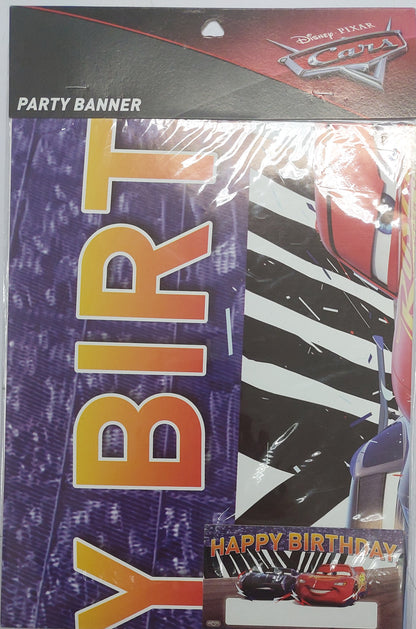 Disney PIXAR
Cars
PARTY BANNER
Y BIRT
HAPPY BIRTHDAY